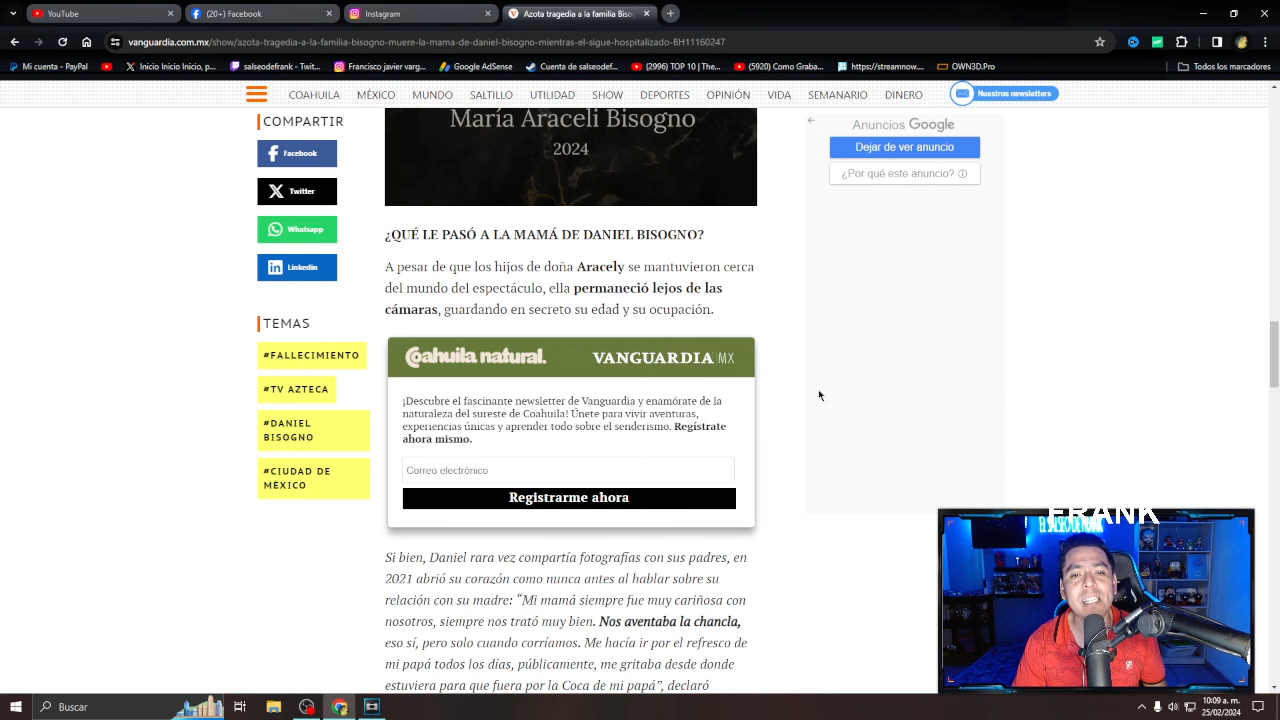 YouTube
(20+) Facebook
Instagram
Azota tragedia a la familia Biso
vanguardia.com.mx/show/azota-tragedia-a-la-familia-bisogno-muere-la-mama-de-daniel-bisogno-mientras-el-sigue-hospitalizado-BH11160247
Mi cuenta - PayPal
Inicio Inicio Inicio, p...
salseodefrank - Twit...
Francisco javier varg...
Google AdSense
Cuenta de salseodef...
(2996) TOP 10 | The...
(5920) Como Graba...
https://streamnow....
OWN3D.Pro
Todos los marcadores
COAHUILA MÉXICO MUNDO SALTILLO UTILIDAD SHOW DEPORTES OPINIÓN VIDA SEMANARIO DINERO
Nuestros newsletters
COMPARTIR
Facebook
Twitter
Whatsapp
Linkedin
TEMAS
#FALLECIMIENTO
#TV AZTECA
#DANIEL
BISOGNO
#CIUDAD DE
MÉXICO
María Araceli Bisogno
2024
¿QUÉ LE PASÓ A LA MAMÁ DE DANIEL BISOGNO?
A pesar de que los hijos de doña Aracely se mantuvieron cerca
del mundo del espectáculo, ella permaneció lejos de las
cámaras, guardando en secreto su edad y su ocupación.
Coahuila natural.
VANGUARDIA MX
¡Descubre el fascinante newsletter de Vanguardia y enamórate de la
naturaleza del sureste de Coahuila! Únete para vivir aventuras,
experiencias únicas y aprender todo sobre el senderismo. Regístrate
ahora mismo.
Correo electrónico
Registrarme ahora
Si bien, Daniel rara vez compartía fotografías con sus padres, en
2021 abrió su corazón como nunca antes al hablar sobre su
relación con su madre: “Mi mamá siempre fue muy cariñosa con
nosotros, siempre nos trató muy bien. Nos aventaba la chancla,
eso sí, pero solo cuando corríamos. Me hacía ir por el refresco de
mi papá todos los días, públicamente, me gritaba desde donde
estuviera para que fuera por la Coca de mi papá”, declaró
Anuncios Google
Dejar de ver anuncio
¿Por qué este anuncio?
FRANK
EL SALSEO DE FRANK
Buscar
10:09 a. m.
25/02/2024